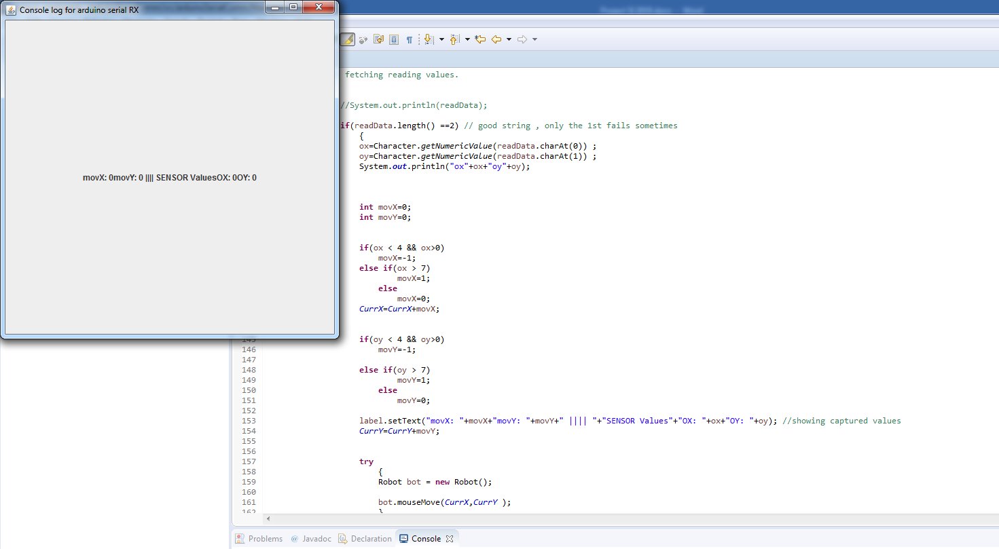 Console log for arduino serial RX
movX: 0movY: 0 |||| SENSOR ValuesOX: 0OY: 0
fetching reading values.
//System.out.println(readData);
if(readData.length() ==2) // good string , only the 1st fails sometimes
{
ox=Character.getNumericValue(readData.charAt(0)) ;
oy=Character.getNumericValue(readData.charAt(1)) ;
System.out.println("ox"+ox+"oy"+oy);
int movX=0;
int movY=0;
if(ox < 4 && ox>0)
movX=-1;
else if(ox > 7)
movX=1;
else
movX=0;
CurrX=CurrX+movX;
145 if(oy < 4 && oy>0)
146 movY=-1;
147
148 else if(oy > 7)
149 movY=1;
150 else
151 movY=0;
152
153 label.setText("movX: "+movX+"movY: "+movY+" |||| "+"SENSOR Values"+"OX: "+ox+"OY: "+oy); //showing captured values
154 CurrY=CurrY+movY;
155
156
157 try
158 {
159 Robot bot = new Robot();
160
161 bot.mouseMove(CurrX,CurrY );
162 }
Problems @ Javadoc Declaration Console